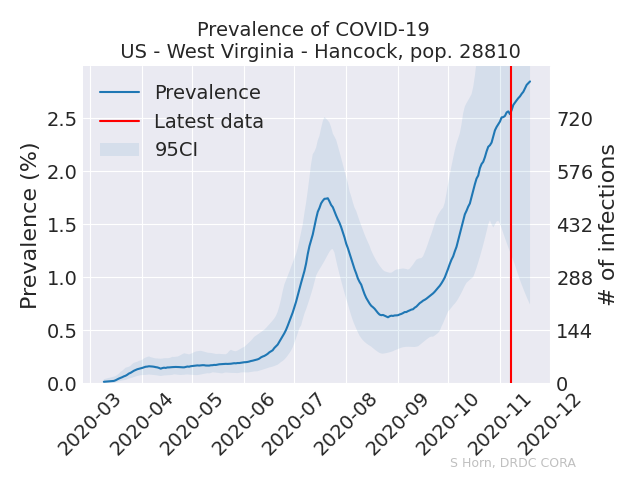 Prevalence of COVID-19
US - West Virginia - Hancock, pop. 28810
Prevalence
Latest data
95CI
Prevalence (%)
2.5
2.0
1.5
1.0
0.5
0.0
720
576
432
288
144
0
# of infections
2020-03
2020-04
2020-05
2020-06
2020-07
2020-08
2020-09
2020-10
2020-11
2020-12
S Horn, DRDC CORA